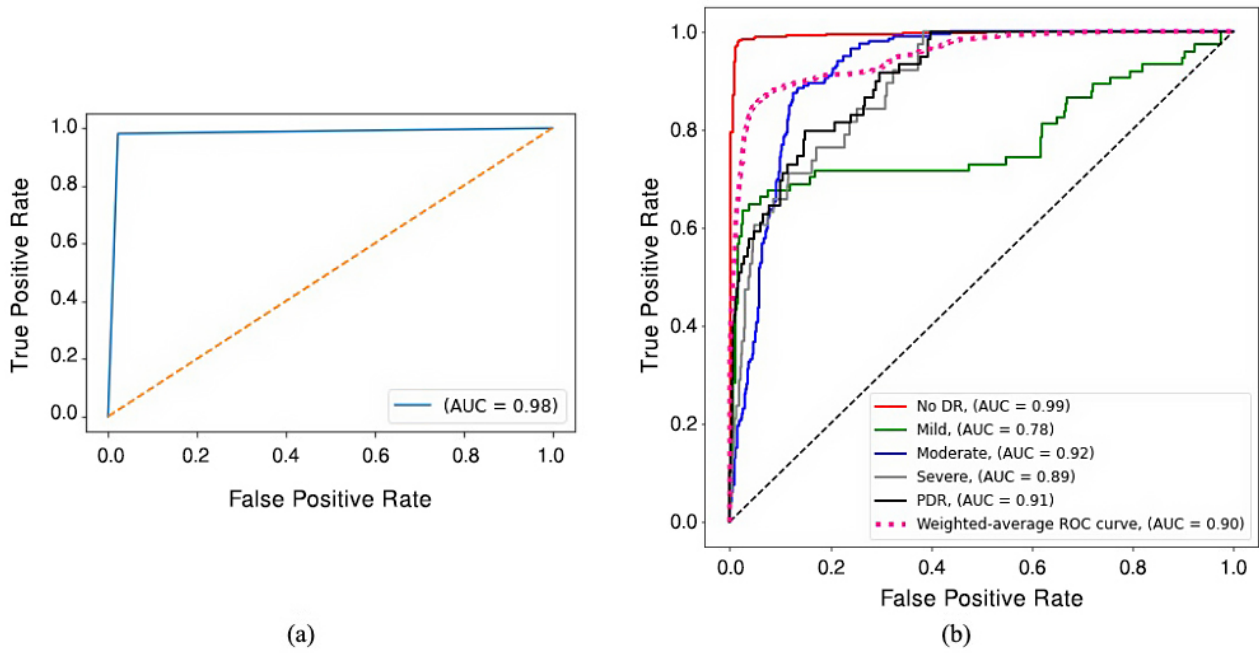 1.0
0.8
0.6
0.4
0.2
0.0
True Positive Rate
(AUC = 0.98)
0.0 0.2 0.4 0.6 0.8 1.0
False Positive Rate
(a)
1.0
0.8
0.6
0.4
0.2
0.0
True Positive Rate
No DR, (AUC = 0.99)
Mild, (AUC = 0.78)
Moderate, (AUC = 0.92)
Severe, (AUC = 0.89)
PDR, (AUC = 0.91)
Weighted-average ROC curve, (AUC = 0.90)
0.0 0.2 0.4 0.6 0.8 1.0
False Positive Rate
(b)